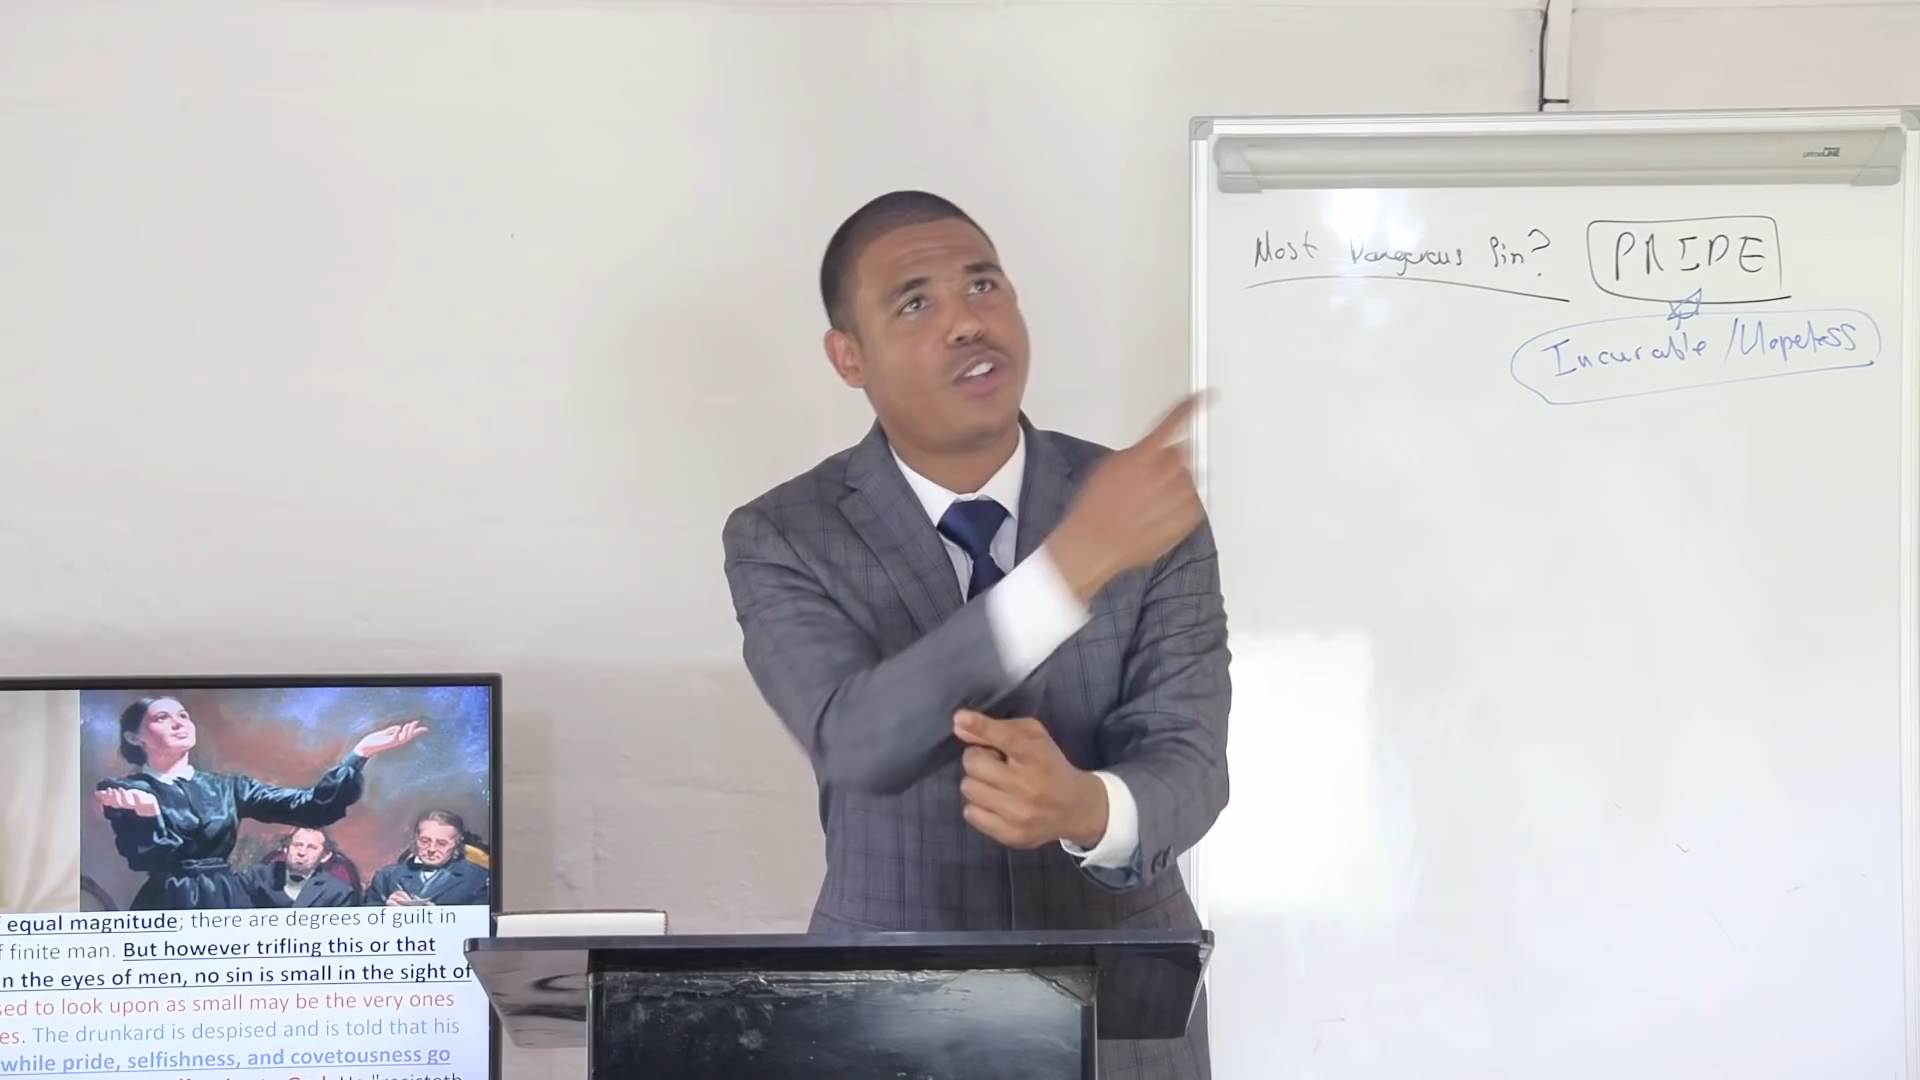 primeLINE
Most Dangerous Sin? PRIDE
Incurable / Hopeless
equal magnitude; there are degrees of guilt in
f finite man. But however trifling this or that
n the eyes of men, no sin is small in the sight of
sed to look upon as small may be the very ones
es. The drunkard is despised and is told that his
while pride, selfishness, and covetousness go